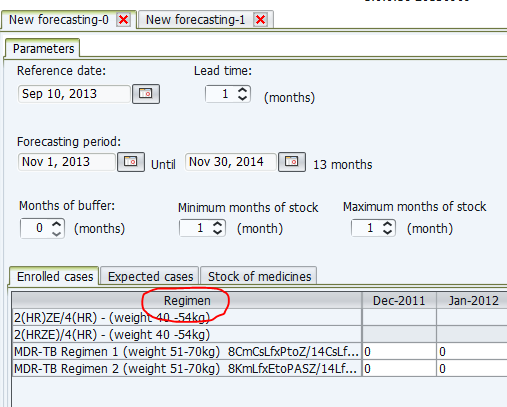 New forecasting-0 New forecasting-1
Parameters
Reference date: Lead time:
Sep 10, 2013 1 (months)
Forecasting period:
Nov 1, 2013 Until Nov 30, 2014 13 months
Months of buffer: Minimum months of stock Maximum months of stock
0 (months) 1 (months) 1 (months)
Enrolled cases Expected cases Stock of medicines
Regimen Dec-2011 Jan-2012
2(HR)ZE/4(HR) - (weight 40 -54kg)
2(HRZE)/4(HR) - (weight 40 -54kg)
MDR-TB Regimen 1 (weight 51-70kg) 8CmCsLfxPtoZ/14CsLf... 0 0
MDR-TB Regimen 2 (weight 51-70kg) 8KmLfxEtoPASZ/14Lf... 0 0